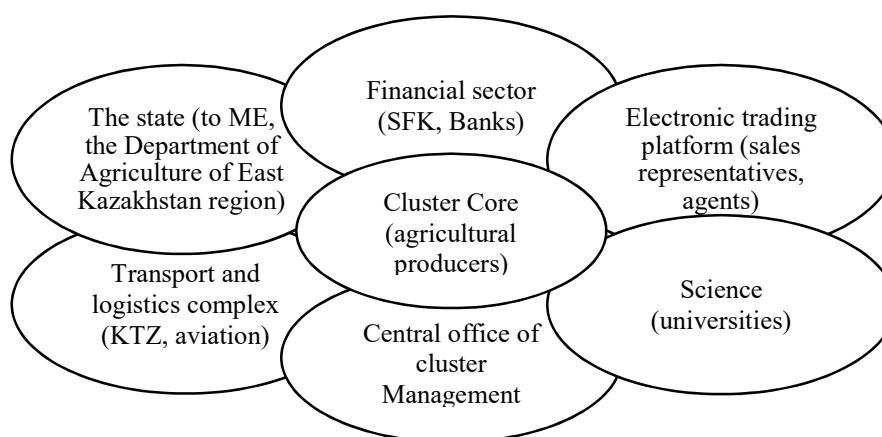 The state (to ME,
the Department of
Agriculture of East
Kazakhstan region)
Financial sector
(SFK, Banks)
Electronic trading
platform (sales
representatives,
agents)
Cluster Core
(agricultural
producers)
Transport and
logistics complex
(KTZ, aviation)
Central office of
cluster
Management
Science
(universities)